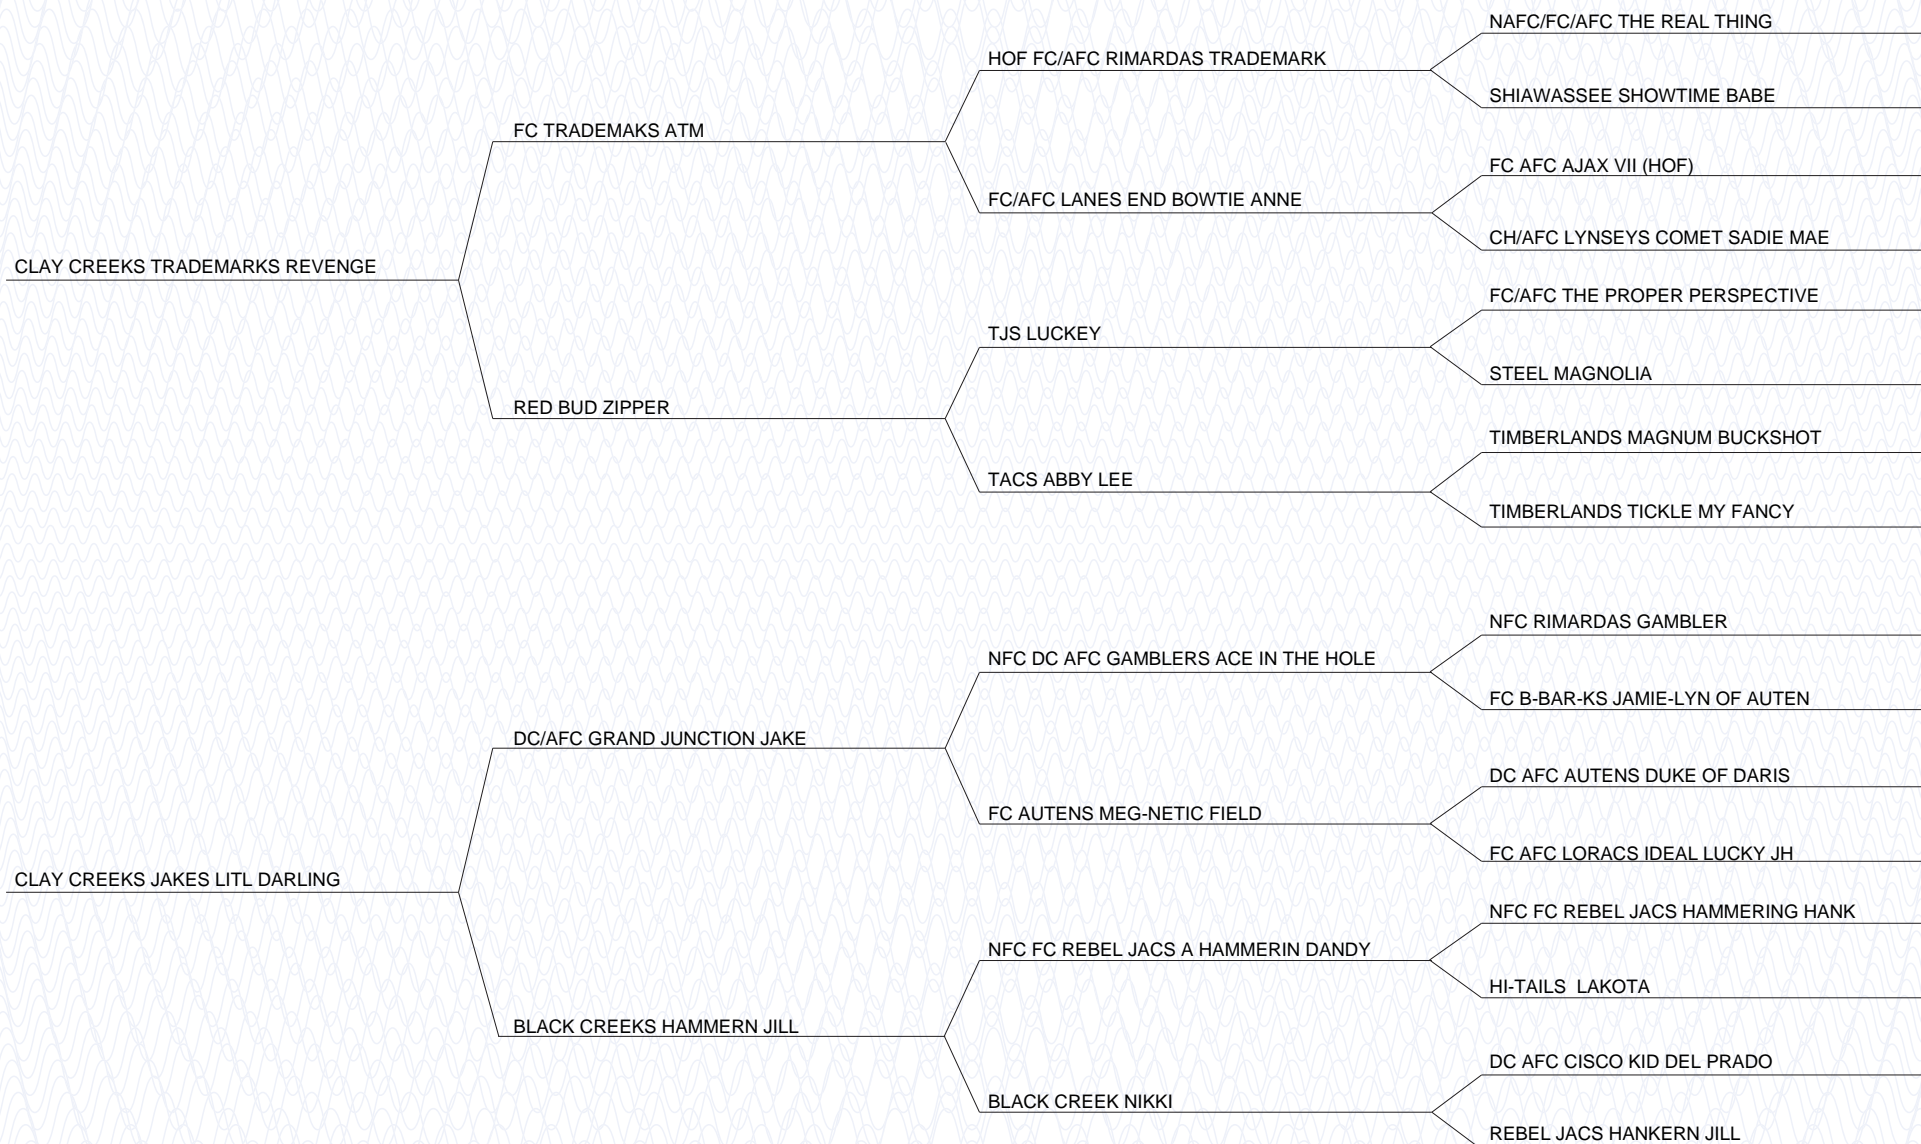 NAFC/FC/AFC THE REAL THING
HOF FC/AFC RIMARDAS TRADEMARK
SHIAWASSEE SHOWTIME BABE
FC TRADEMAKS ATM
FC AFC AJAX VII (HOF)
FC/AFC LANES END BOWTIE ANNE
CH/AFC LYNSEYS COMET SADIE MAE
CLAY CREEKS TRADEMARKS REVENGE
FC/AFC THE PROPER PERSPECTIVE
TJS LUCKEY
STEEL MAGNOLIA
RED BUD ZIPPER
TIMBERLANDS MAGNUM BUCKSHOT
TACS ABBY LEE
TIMBERLANDS TICKLE MY FANCY
NFC RIMARDAS GAMBLER
NFC DC AFC GAMBLERS ACE IN THE HOLE
FC B-BAR-KS JAMIE-LYN OF AUTEN
DC/AFC GRAND JUNCTION JAKE
DC AFC AUTENS DUKE OF DARIS
FC AUTENS MEG-NETIC FIELD
FC AFC LORACS IDEAL LUCKY JH
CLAY CREEKS JAKES LITL DARLING
NFC FC REBEL JACS HAMMERING HANK
NFC FC REBEL JACS A HAMMERIN DANDY
HI-TAILS  LAKOTA
BLACK CREEKS HAMMERN JILL
DC AFC CISCO KID DEL PRADO
BLACK CREEK NIKKI
REBEL JACS HANKERN JILL